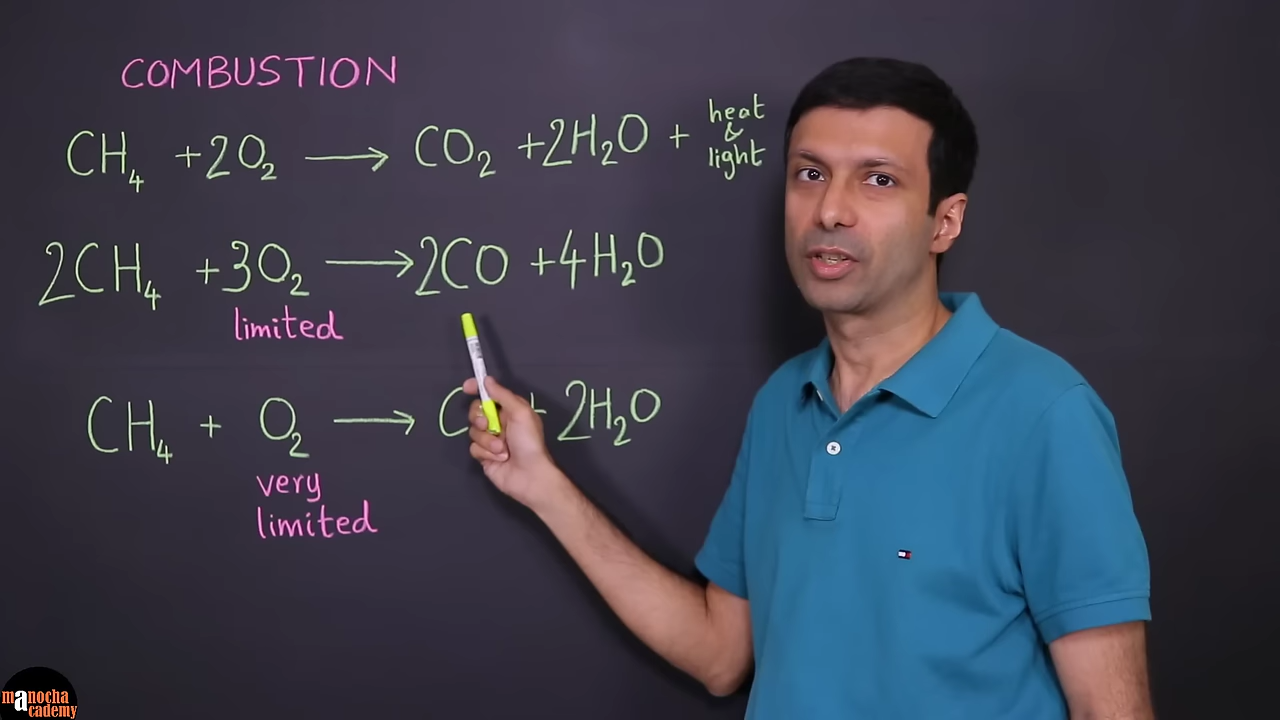 COMBUSTION
CH₄ + 2O₂ → CO₂ + 2H₂O + heat & light
2CH₄ + 3O₂ → 2CO + 4H₂O
limited
CH₄ + O₂ → C + 2H₂O
very
limited
manocha
academy